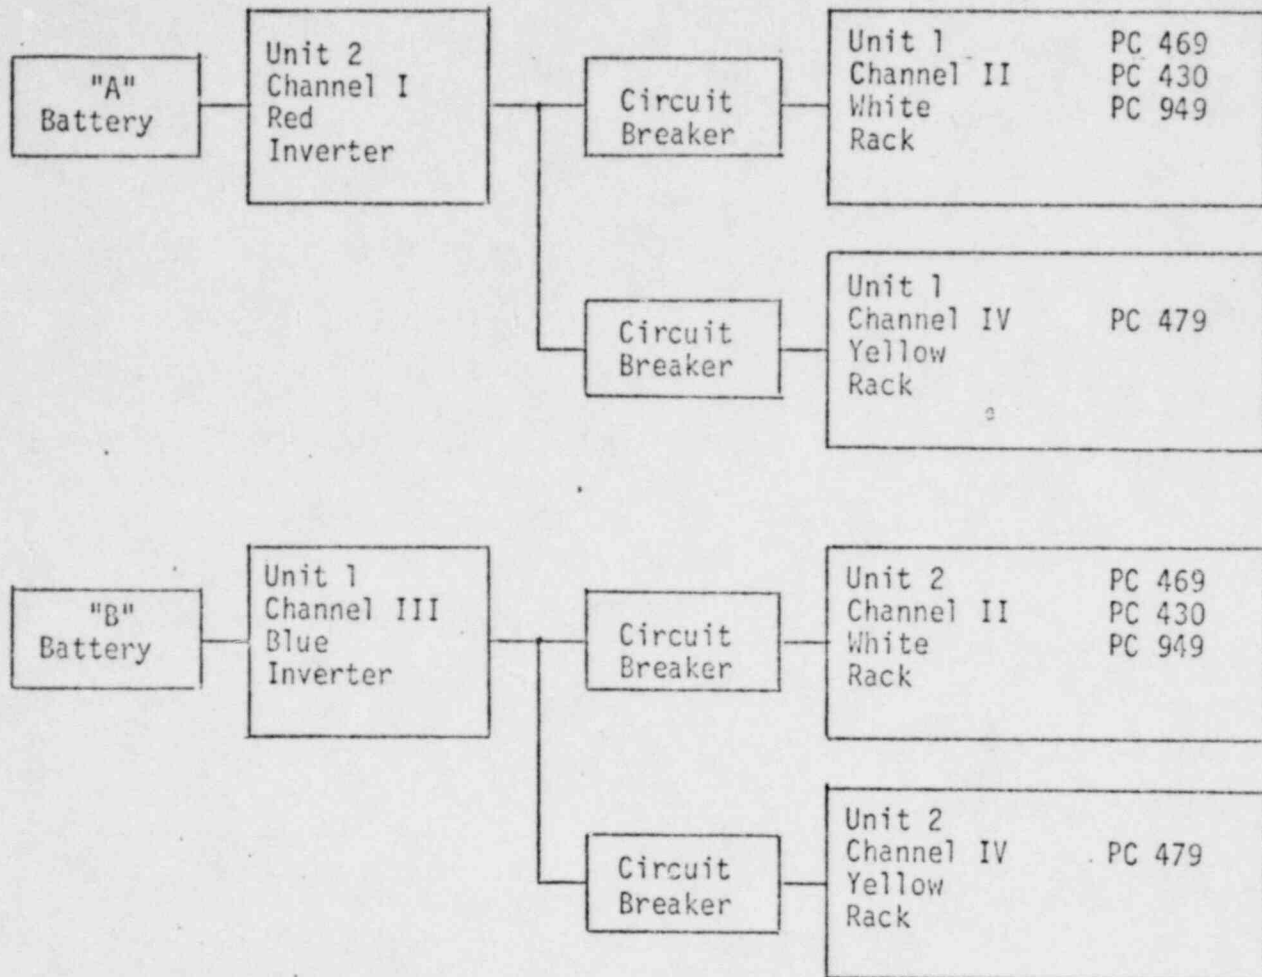 "A"
Battery
Unit 2
Channel I
Red
Inverter
Circuit
Breaker
Unit 1 PC 469
Channel II PC 430
White PC 949
Rack
Circuit
Breaker
Unit 1
Channel IV PC 479
Yellow
Rack
"B"
Battery
Unit 1
Channel III
Blue
Inverter
Circuit
Breaker
Unit 2 PC 469
Channel II PC 430
White PC 949
Rack
Circuit
Breaker
Unit 2
Channel IV PC 479
Yellow
Rack